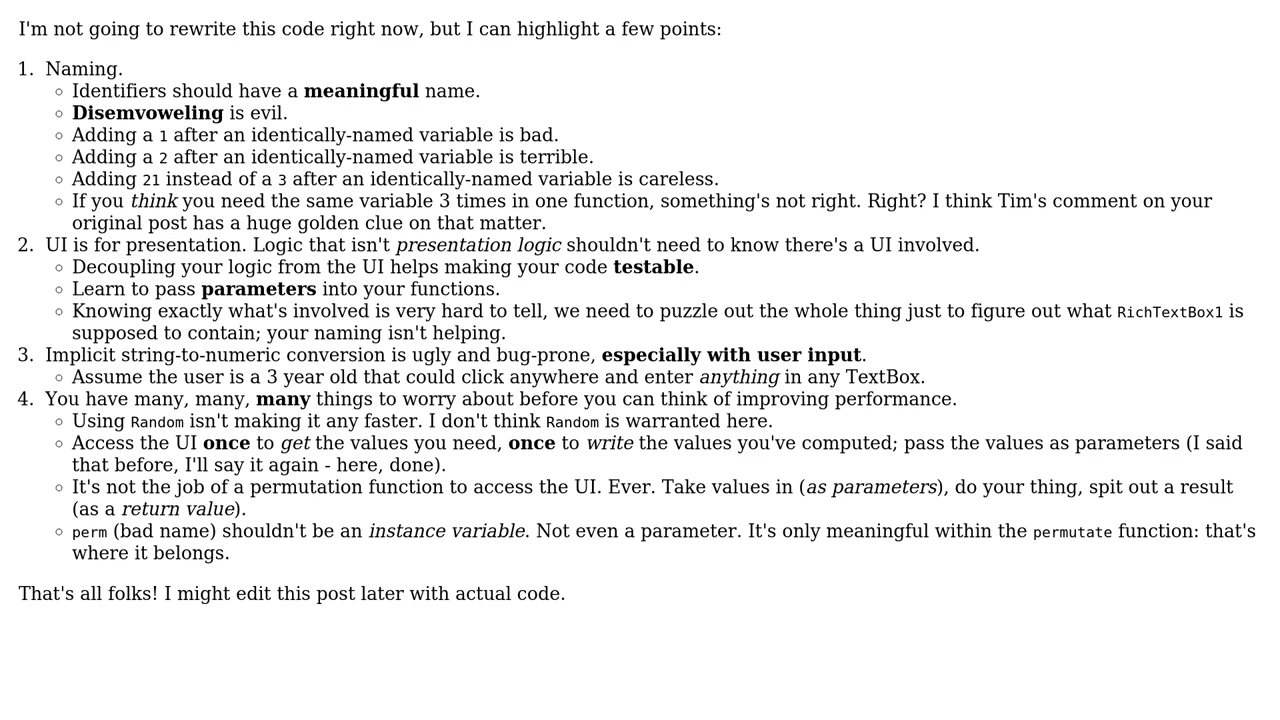 I'm not going to rewrite this code right now, but I can highlight a few points:
1. Naming.
◦ Identifiers should have a meaningful name.
◦ Disemvoweling is evil.
◦ Adding a 1 after an identically-named variable is bad.
◦ Adding a 2 after an identically-named variable is terrible.
◦ Adding 21 instead of a 3 after an identically-named variable is careless.
◦ If you think you need the same variable 3 times in one function, something's not right. Right? I think Tim's comment on your
original post has a huge golden clue on that matter.
2. UI is for presentation. Logic that isn't presentation logic shouldn't need to know there's a UI involved.
◦ Decoupling your logic from the UI helps making your code testable.
◦ Learn to pass parameters into your functions.
◦ Knowing exactly what's involved is very hard to tell, we need to puzzle out the whole thing just to figure out what RichTextBox1 is
supposed to contain; your naming isn't helping.
3. Implicit string-to-numeric conversion is ugly and bug-prone, especially with user input.
◦ Assume the user is a 3 year old that could click anywhere and enter anything in any TextBox.
4. You have many, many, many things to worry about before you can think of improving performance.
◦ Using Random isn't making it any faster. I don't think Random is warranted here.
◦ Access the UI once to get the values you need, once to write the values you've computed; pass the values as parameters (I said
that before, I'll say it again - here, done).
◦ It's not the job of a permutation function to access the UI. Ever. Take values in (as parameters), do your thing, spit out a result
(as a return value).
◦ perm (bad name) shouldn't be an instance variable. Not even a parameter. It's only meaningful within the permutate function: that's
where it belongs.
That's all folks! I might edit this post later with actual code.